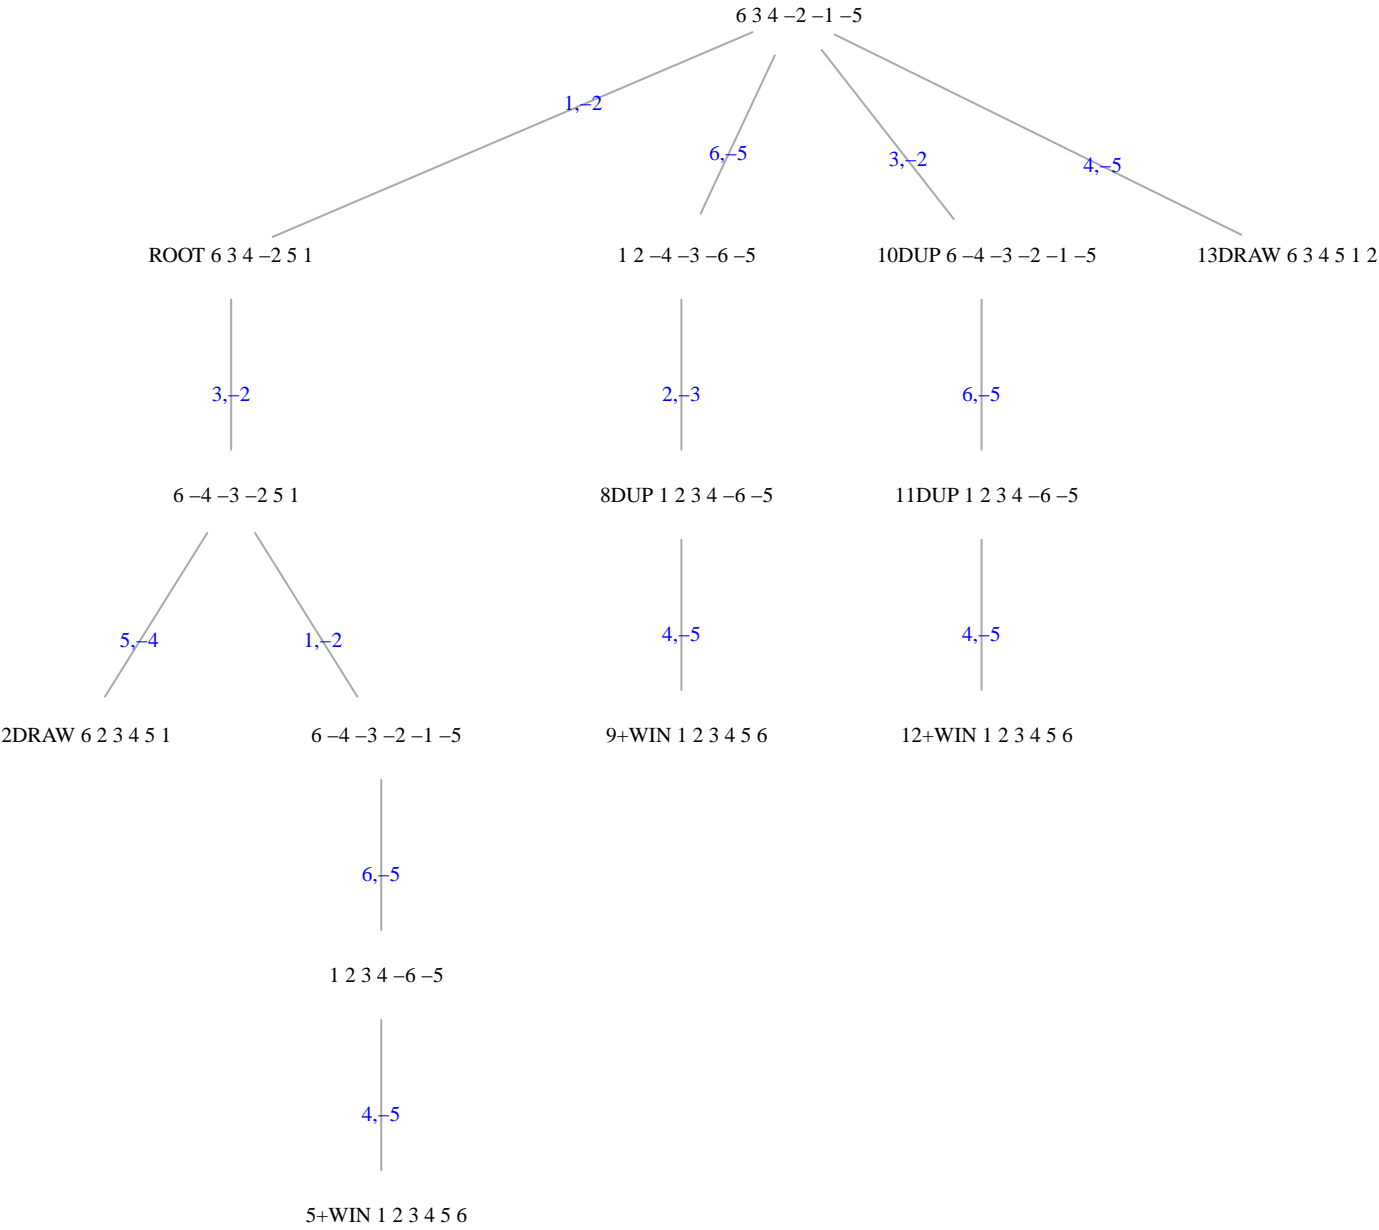 6 3 4 −2 −1 −5
1,−2
6,−5
3,−2
4,−5
ROOT 6 3 4 −2 5 1
1 2 −4 −3 −6 −5
10DUP 6 −4 −3 −2 −1 −5
13DRAW 6 3 4 5 1 2
3,−2
2,−3
6,−5
6 −4 −3 −2 5 1
8DUP 1 2 3 4 −6 −5
11DUP 1 2 3 4 −6 −5
5,−4
1,−2
4,−5
4,−5
2DRAW 6 2 3 4 5 1
6 −4 −3 −2 −1 −5
9+WIN 1 2 3 4 5 6
12+WIN 1 2 3 4 5 6
6,−5
1 2 3 4 −6 −5
4,−5
5+WIN 1 2 3 4 5 6